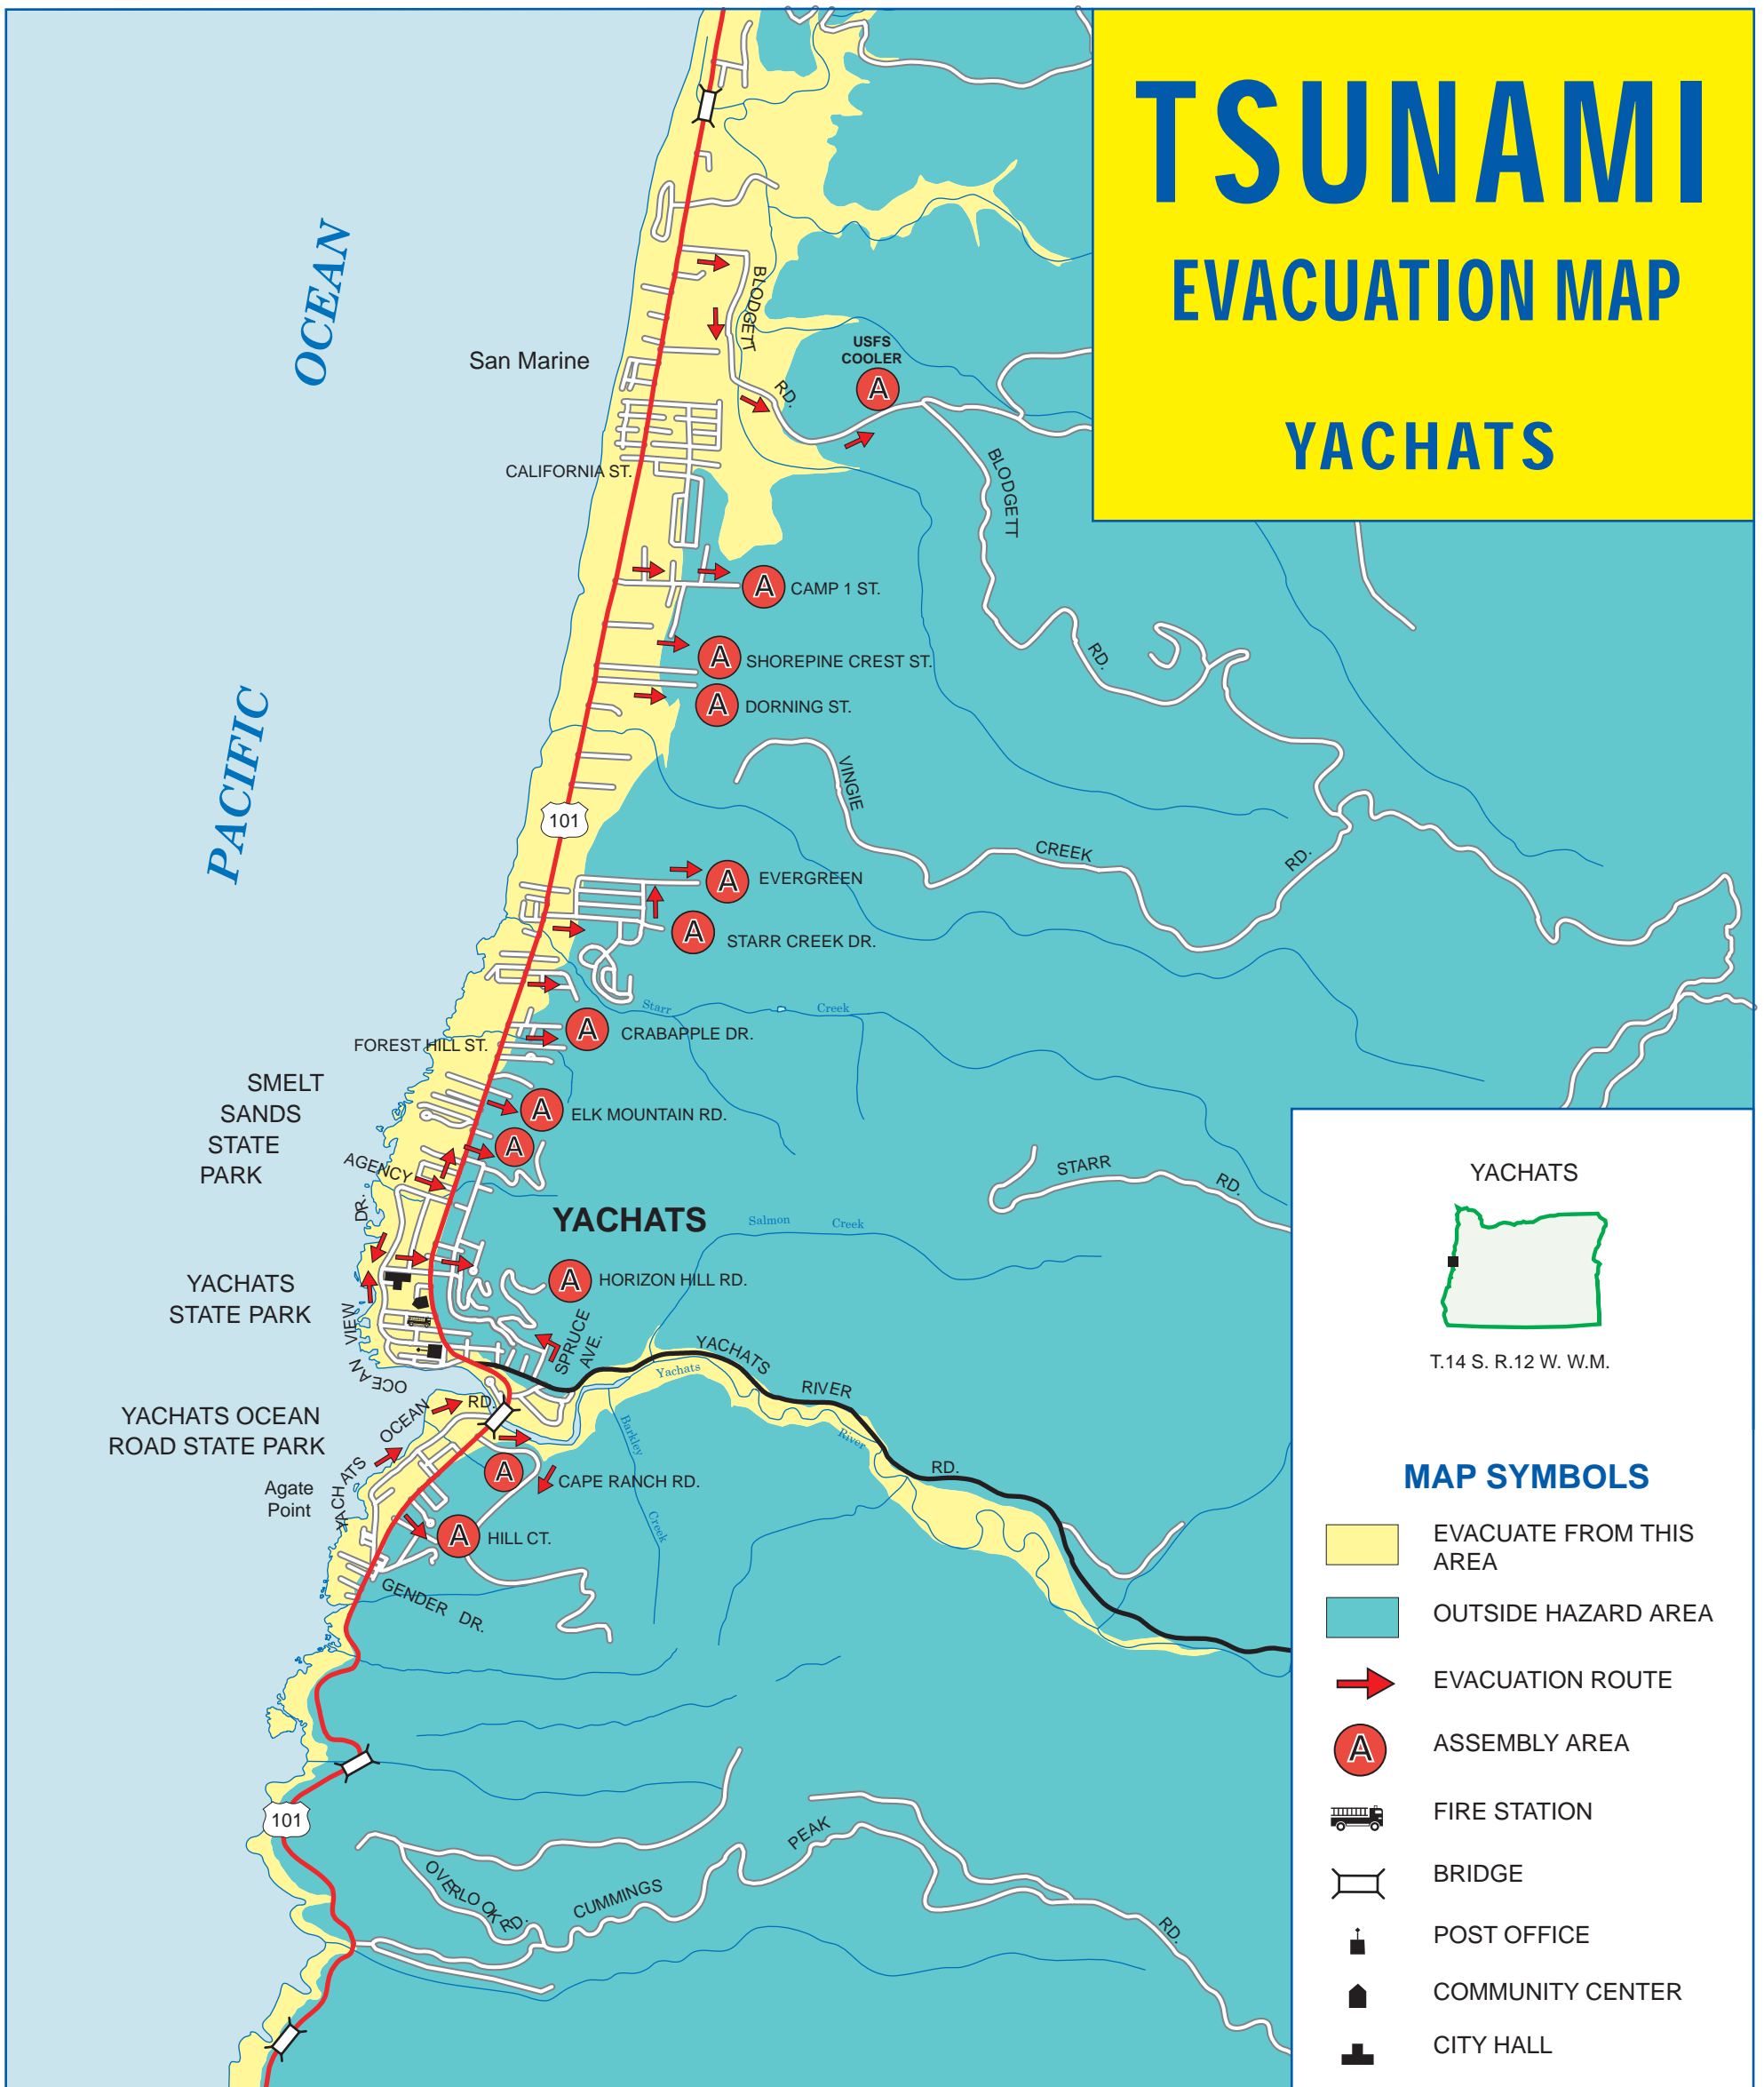 TSUNAMI
EVACUATION MAP
YACHATS
OCEAN
PACIFIC
San Marine
BLODGETT
RD.
USFS
COOLER
A
BLODGETT
RD.
CALIFORNIA ST.
A CAMP 1 ST.
A SHOREPINE CREST ST.
A DORNING ST.
VINGIE
CREEK
RD.
101
A EVERGREEN
A STARR CREEK DR.
Starr Creek
A CRABAPPLE DR.
FOREST HILL ST.
SMELT
SANDS
STATE
PARK
A ELK MOUNTAIN RD.
A
AGENCY
DR.
STARR
RD.
YACHATS
Salmon Creek
YACHATS
STATE PARK
A HORIZON HILL RD.
VIEW
OCEAN
OCEAN
SPRUCE
AVE.
YACHATS
RIVER
RD.
Yachats
River
Barkley
Creek
YACHATS OCEAN
ROAD STATE PARK
YACHATS
OCEAN
RD.
Agate
Point
A
CAPE RANCH RD.
A HILL CT.
GENDER DR.
101
OVERLOOK RD.
CUMMINGS
PEAK
RD.
YACHATS
T.14 S. R.12 W. W.M.
MAP SYMBOLS
EVACUATE FROM THIS
AREA
OUTSIDE HAZARD AREA
EVACUATION ROUTE
A ASSEMBLY AREA
FIRE STATION
BRIDGE
POST OFFICE
COMMUNITY CENTER
CITY HALL